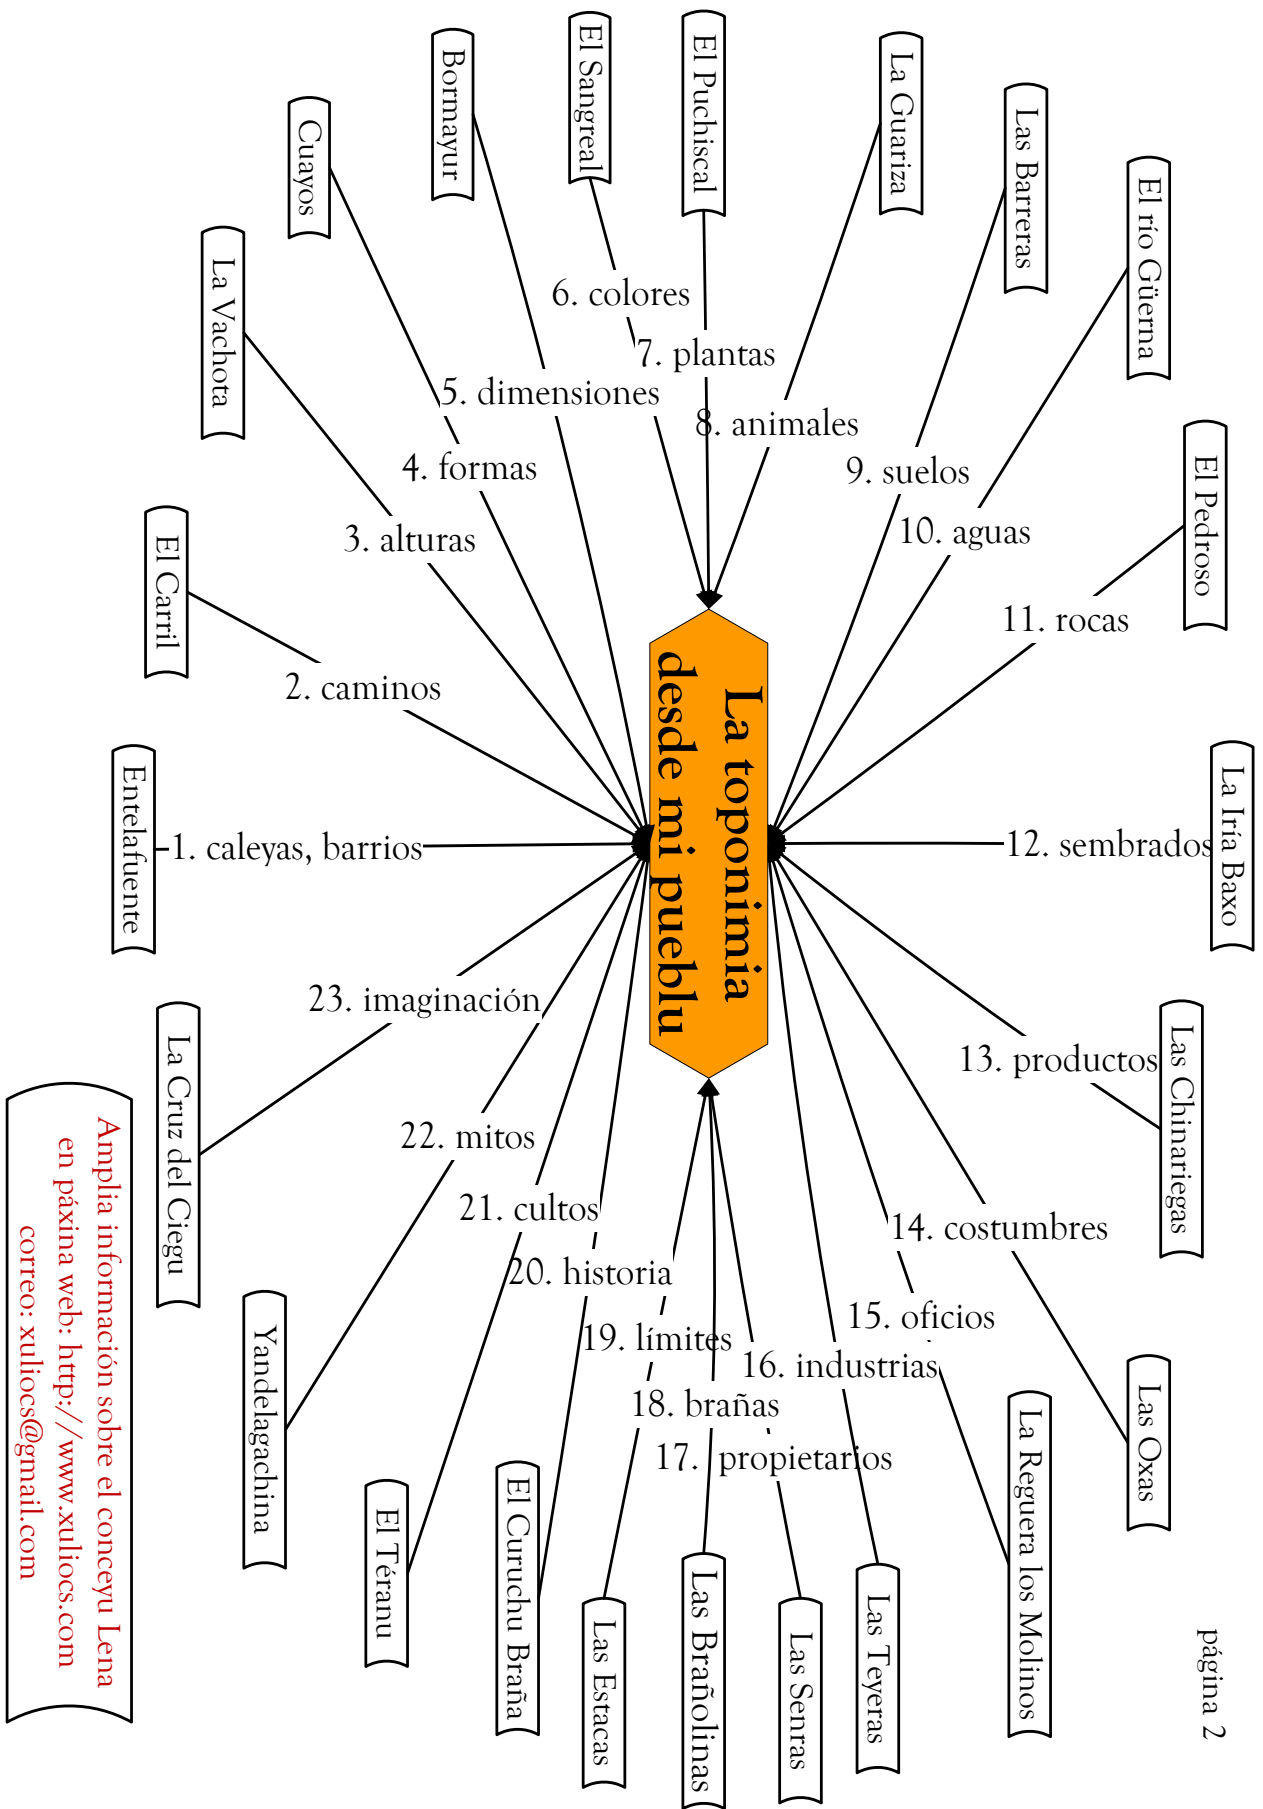 La toponimia
desde mi pueblu
1. caleyas, barrios
Entelafuente
2. caminos
El Carril
3. alturas
La Vachota
4. formas
Cuayos
5. dimensiones
Bormayur
6. colores
El Sangreal
7. plantas
El Puchiscal
8. animales
La Guariza
9. suelos
Las Barreras
10. aguas
El río Güerna
11. rocas
El Pedroso
12. sembrados
La Iría Baxo
13. productos
Las Chinariegas
14. costumbres
Las Oxas
15. oficios
La Reguera los Molinos
16. industrias
Las Teyeras
17. propietarios
Las Senras
18. brañas
Las Brañolinas
19. límites
Las Estacas
20. historia
El Curuchu Braña
21. cultos
El Téranu
22. mitos
Yandelagachina
23. imaginación
La Cruz del Ciegu
Amplia información sobre el conceyu Lena
en páxina web: http://www.xuliocs.com
correo: xuliocs@gmail.com
página 2